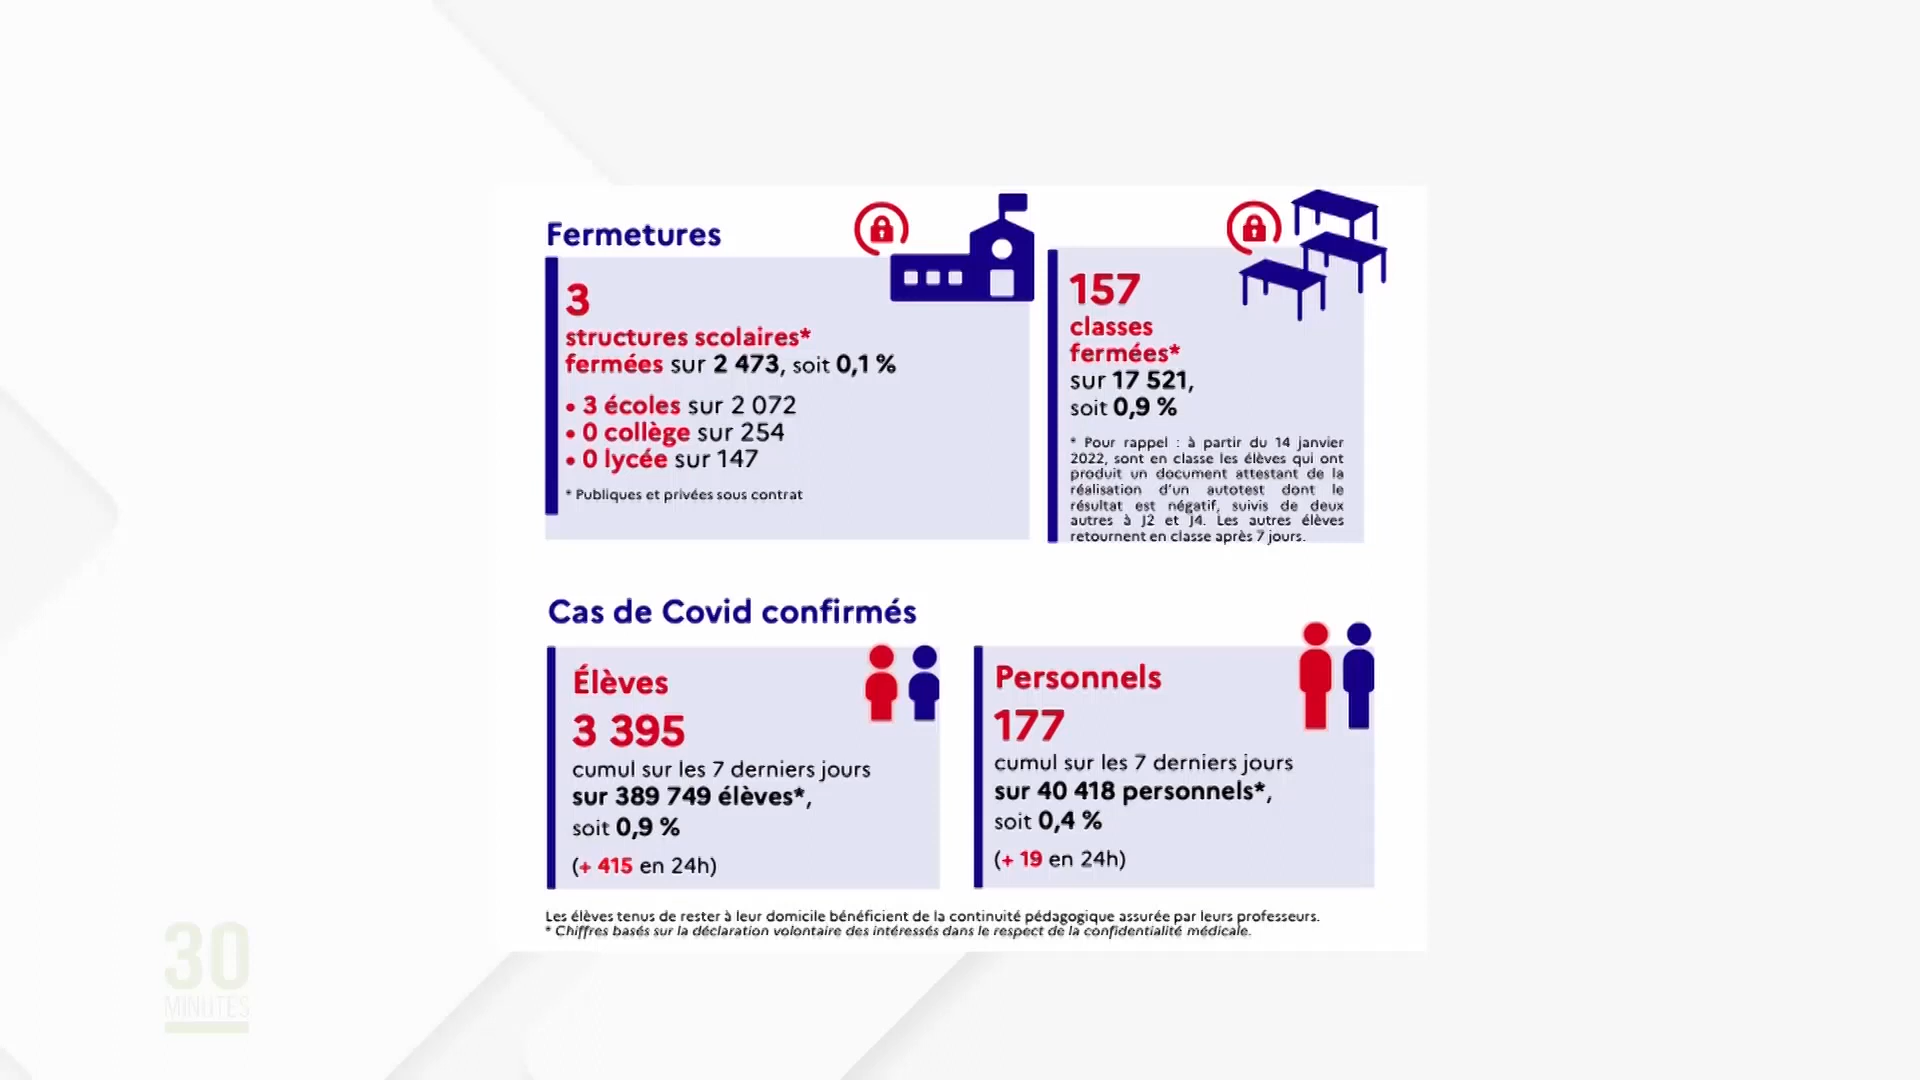 Fermetures
3
structures scolaires*
fermées sur 2 473, soit 0,1 %
• 3 écoles sur 2 072
• 0 collège sur 254
• 0 lycée sur 147
* Publiques et privées sous contrat
157
classes
fermées*
sur 17 521,
soit 0,9 %
* Pour rappel : à partir du 14 janvier
2022, sont en classe les élèves qui ont
produit un document attestant de la
réalisation d'un autotest dont le
résultat est négatif, suivis de deux
autres à J2 et J4. Les autres élèves
retournent en classe après 7 jours.
Cas de Covid confirmés
Élèves
3 395
cumul sur les 7 derniers jours
sur 389 749 élèves*,
soit 0,9 %
(+ 415 en 24h)
Personnels
177
cumul sur les 7 derniers jours
sur 40 418 personnels*,
soit 0,4 %
(+ 19 en 24h)
Les élèves tenus de rester à leur domicile bénéficient de la continuité pédagogique assurée par leurs professeurs.
* Chiffres basés sur la déclaration volontaire des intéressés dans le respect de la confidentialité médicale.
30
MINUTES